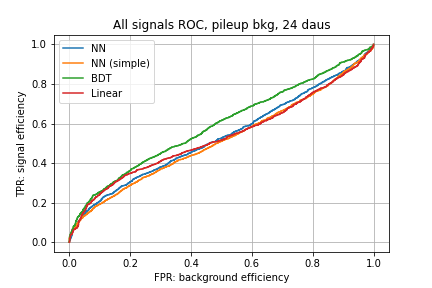 All signals ROC, pileup bkg, 24 daus
NN
NN (simple)
BDT
Linear
TPR: signal efficiency
1.0
0.8
0.6
0.4
0.2
0.0
0.0 0.2 0.4 0.6 0.8 1.0
FPR: background efficiency